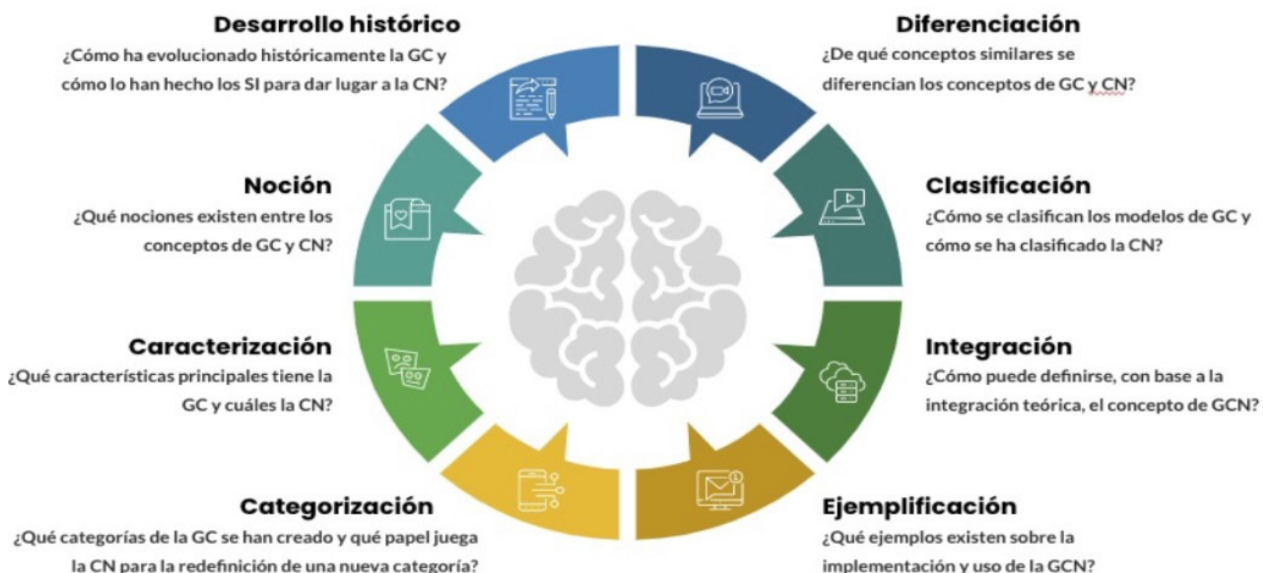 Desarrollo histórico
¿Cómo ha evolucionado históricamente la GC y
cómo lo han hecho los SI para dar lugar a la CN?
Noción
¿Qué nociones existen entre los
conceptos de GC y CN?
Caracterización
¿Qué características principales tiene la
GC y cuáles la CN?
Categorización
¿Qué categorías de la GC se han creado y qué papel juega
la CN para la redefinición de una nueva categoría?
Diferenciación
¿De qué conceptos similares se
diferencian los conceptos de GC y CN?
Clasificación
¿Cómo se clasifican los modelos de GC y
cómo se ha clasificado la CN?
Integración
¿Cómo puede definirse, con base a la
integración teórica, el concepto de GCN?
Ejemplificación
¿Qué ejemplos existen sobre la
implementación y uso de la GCN?
1